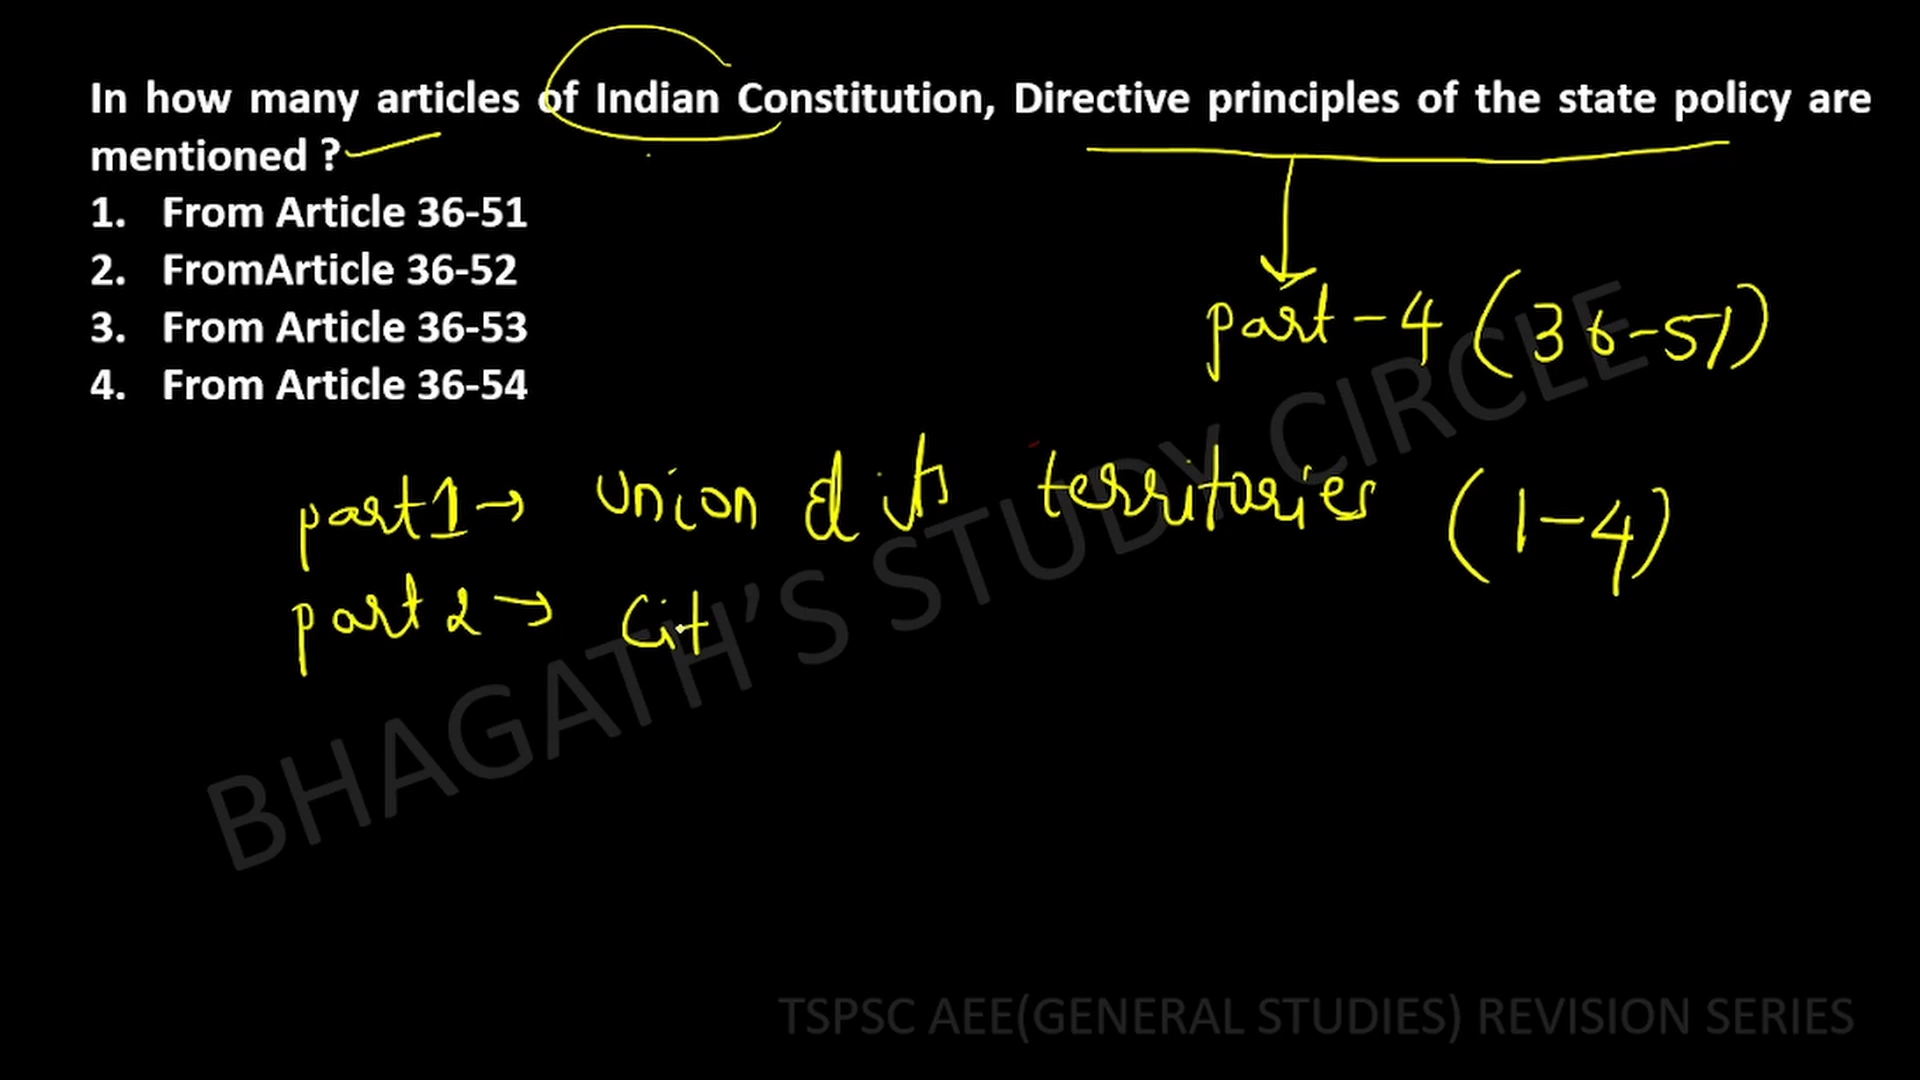 In how many articles of Indian Constitution, Directive principles of the state policy are
mentioned ?
1. From Article 36-51
2. FromArticle 36-52
3. From Article 36-53
4. From Article 36-54
part-4 (36-51)
part1→ Union & its territories (1-4)
part 2→ Cit
BHAGATH'S STUDY CIRCLE
TSPSC AEE(GENERAL STUDIES) REVISION SERIES